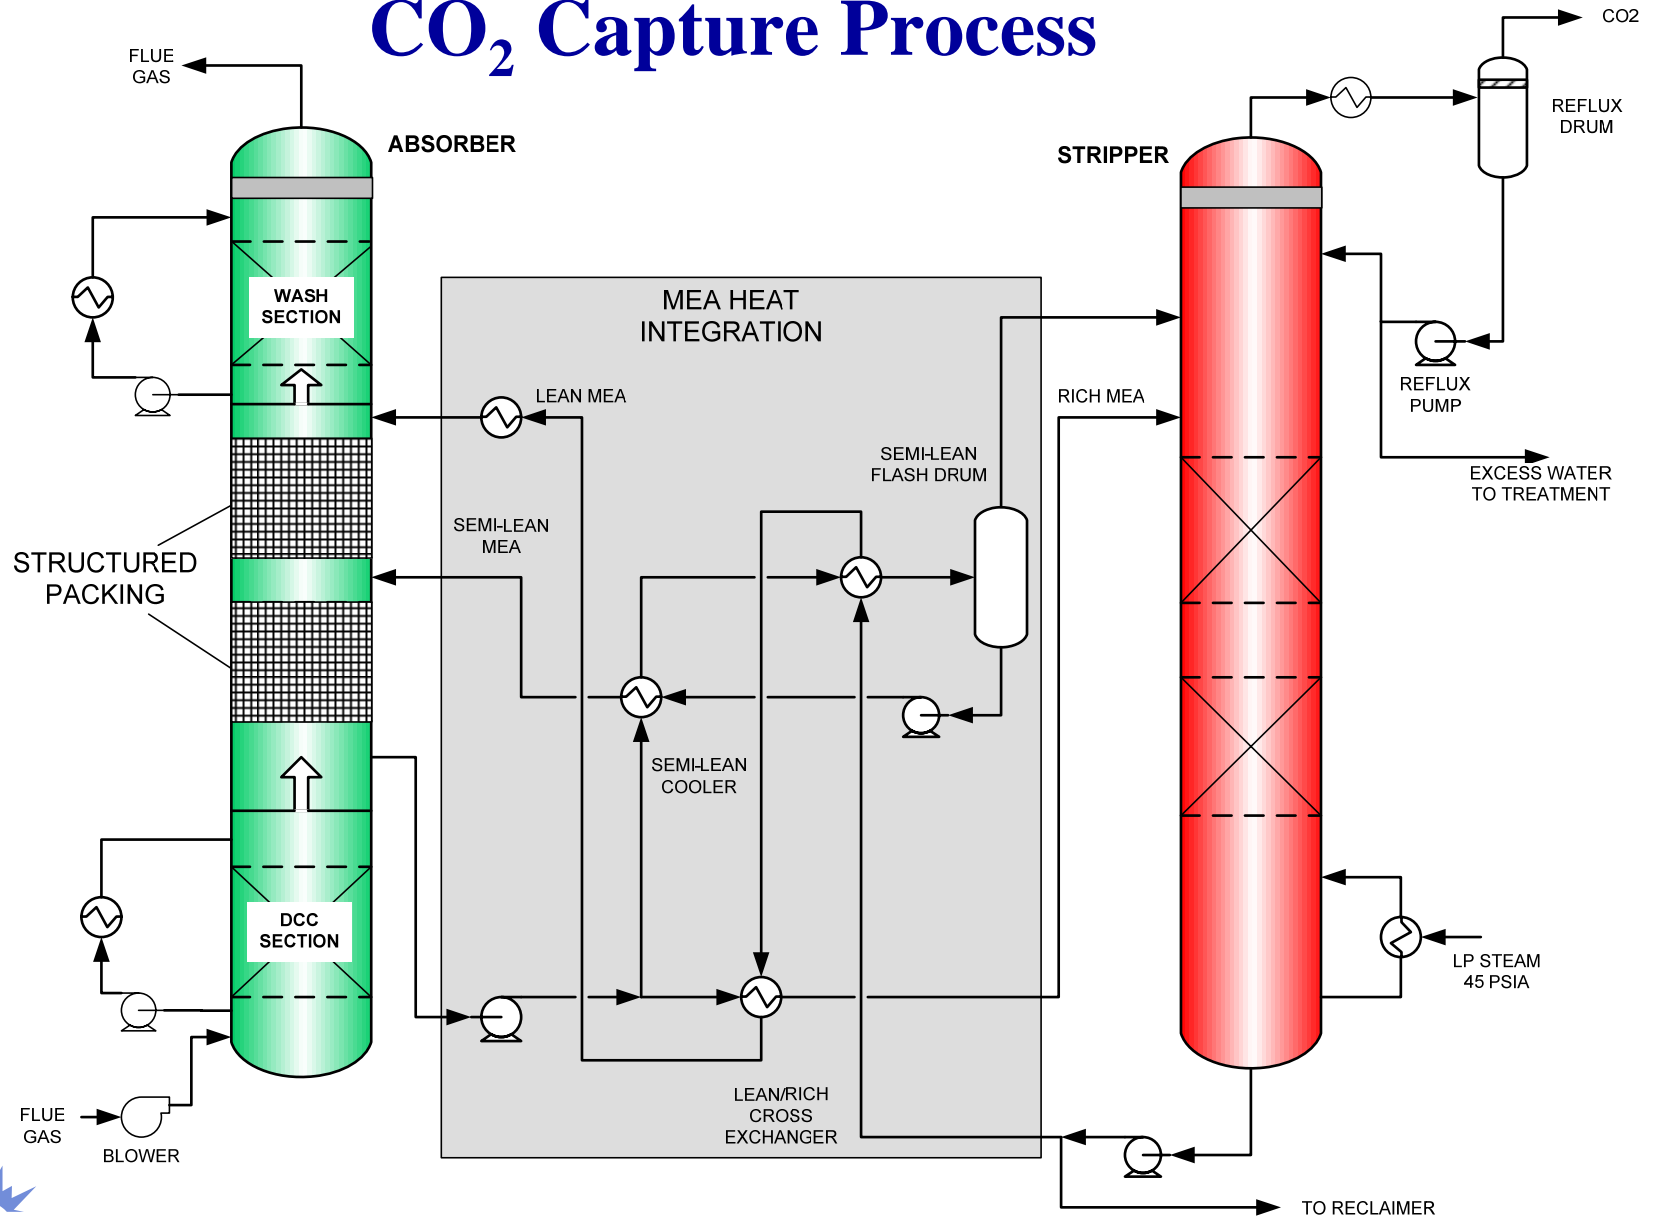 CO2 Capture Process
CO2
FLUE
GAS
REFLUX
DRUM
ABSORBER
STRIPPER
WASH
SECTION
MEA HEAT
INTEGRATION
LEAN MEA
RICH MEA
REFLUX
PUMP
SEMI-LEAN
FLASH DRUM
EXCESS WATER
TO TREATMENT
SEMI-LEAN
MEA
STRUCTURED
PACKING
SEMI-LEAN
COOLER
DCC
SECTION
LP STEAM
45 PSIA
LEAN/RICH
CROSS
EXCHANGER
FLUE
GAS
BLOWER
TO RECLAIMER